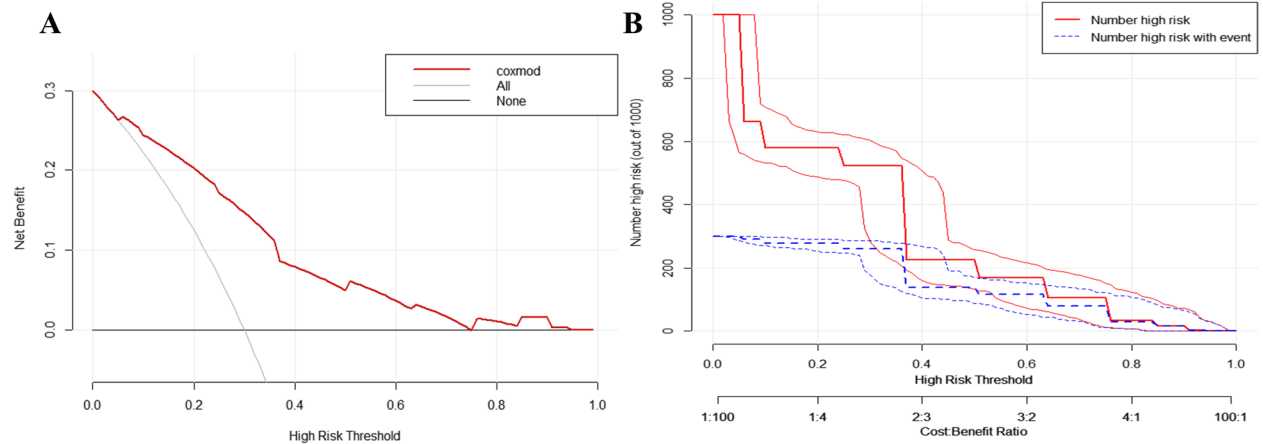 A
coxmod
All
None
Net Benefit
0.3
0.2
0.1
0.0
0.0 0.2 0.4 0.6 0.8 1.0
High Risk Threshold
B
Number high risk
Number high risk with event
Number high risk (out of 1000)
1000
800
600
400
200
0
0.0 0.2 0.4 0.6 0.8 1.0
High Risk Threshold
1:100 1:4 2:3 3:2 4:1 100:1
Cost:Benefit Ratio